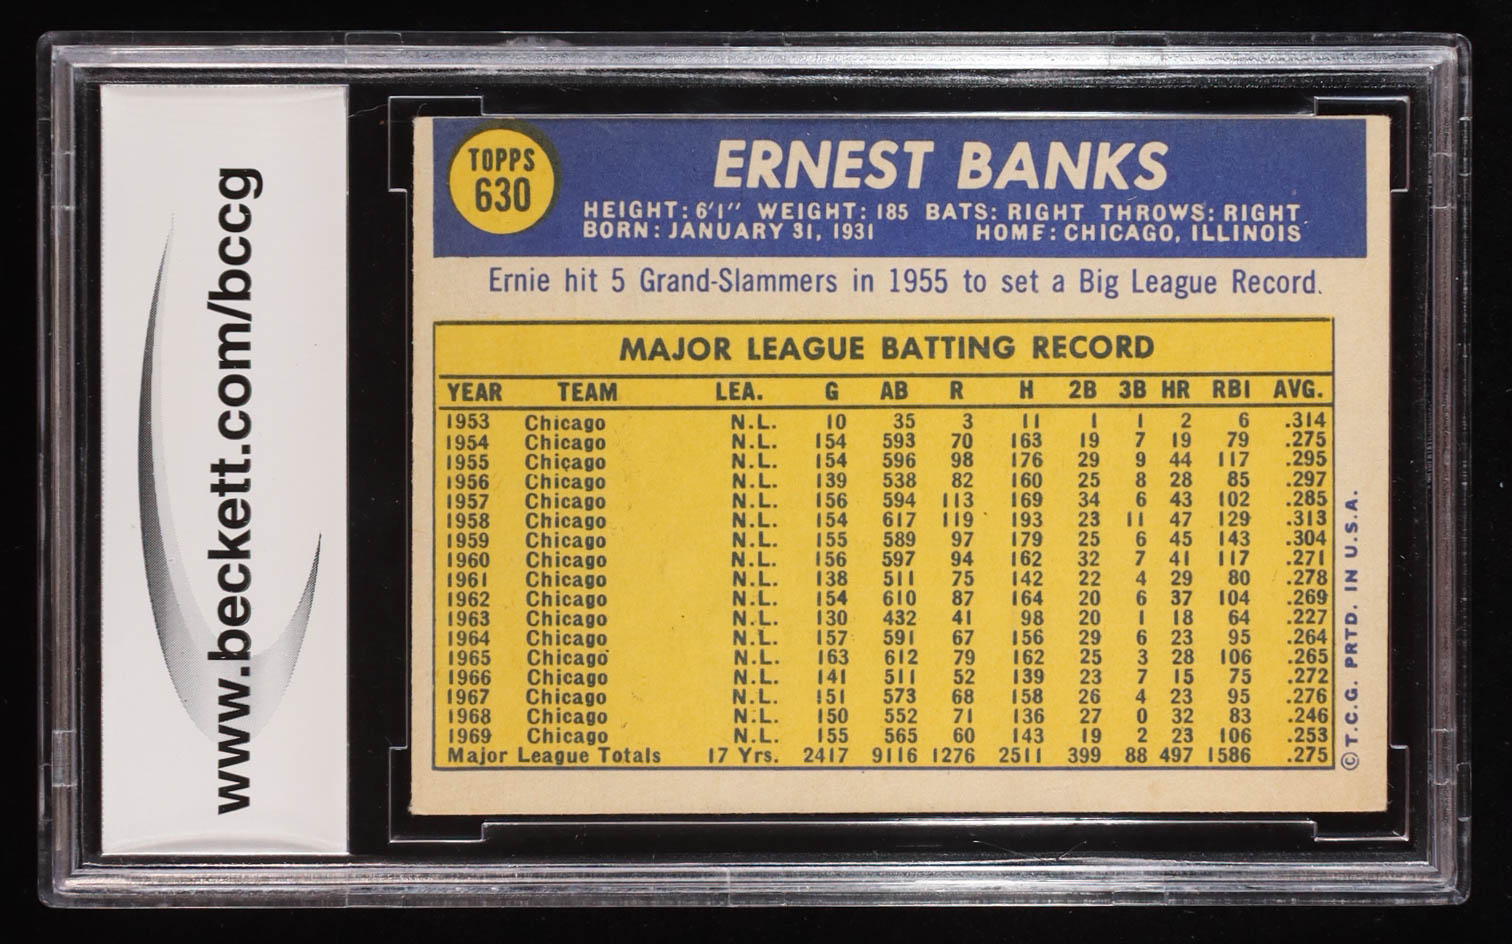 www.beckett.com/bccg
TOPPS
630
ERNEST BANKS
HEIGHT: 6'1" WEIGHT: 185 BATS: RIGHT THROWS: RIGHT
BORN: JANUARY 31, 1931 HOME: CHICAGO, ILLINOIS
Ernie hit 5 Grand-Slammers in 1955 to set a Big League Record.
MAJOR LEAGUE BATTING RECORD
YEAR TEAM LEA. G AB R H 2B 3B HR RBI AVG.
1953 Chicago N.L. 10 35 3 11 1 1 2 6 .314
1954 Chicago N.L. 154 593 70 163 19 7 19 79 .275
1955 Chicago N.L. 154 596 98 176 29 9 44 117 .295
1956 Chicago N.L. 139 538 82 160 25 8 28 85 .297
1957 Chicago N.L. 156 594 113 169 34 6 43 102 .285
1958 Chicago N.L. 154 617 119 193 23 11 47 129 .313
1959 Chicago N.L. 155 589 97 179 25 6 45 143 .304
1960 Chicago N.L. 156 597 94 162 32 7 41 117 .271
1961 Chicago N.L. 138 511 75 142 22 4 29 80 .278
1962 Chicago N.L. 154 610 87 164 20 6 37 104 .269
1963 Chicago N.L. 130 432 41 98 20 1 18 64 .227
1964 Chicago N.L. 157 591 67 156 29 6 23 95 .264
1965 Chicago N.L. 163 612 79 162 25 3 28 106 .265
1966 Chicago N.L. 141 511 52 139 23 7 15 75 .272
1967 Chicago N.L. 151 573 68 158 26 4 23 95 .276
1968 Chicago N.L. 150 552 71 136 27 0 32 83 .246
1969 Chicago N.L. 155 565 60 143 19 2 23 106 .253
Major League Totals 17 Yrs. 2417 9116 1276 2511 399 88 497 1586 .275
©T.C.G. PRTD. IN U.S.A.